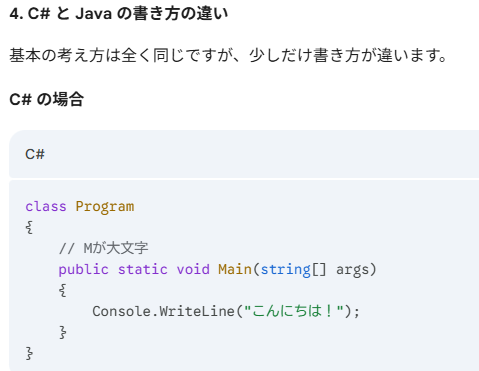 4. C# と Java の書き方の違い
基本の考え方は全く同じですが、少しだけ書き方が違います。
C# の場合
C#
class Program
{
    // Mが大文字
    public static void Main(string[] args)
    {
        Console.WriteLine("こんにちは！");
    }
}